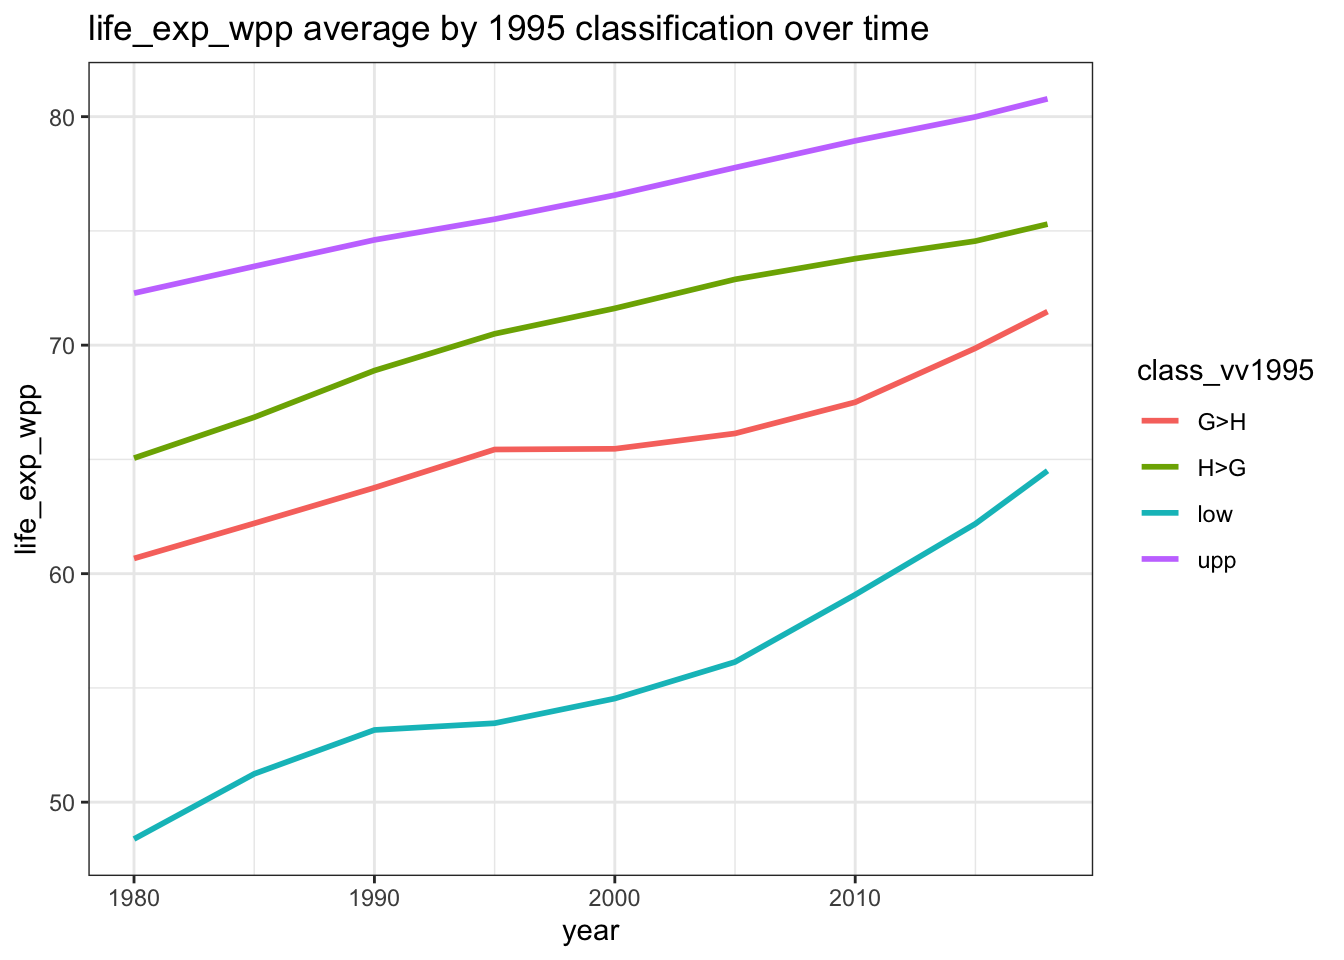 life_exp_wpp average by 1995 classification over time
life_exp_wpp
80
70
60
50
1980 1990 2000 2010
year
class_vv1995
G>H
H>G
low
upp